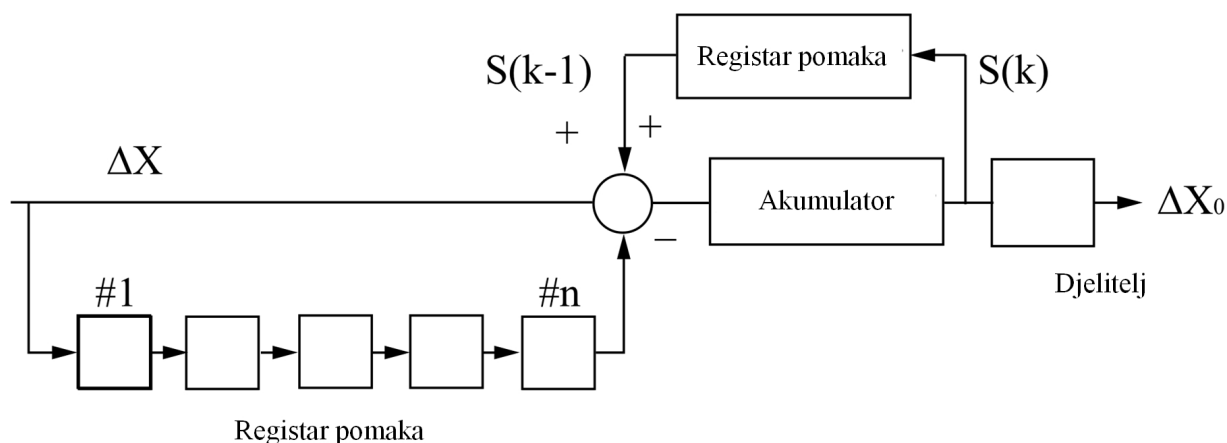 Registar pomaka
S(k-1)
S(k)
+
+
ΔX
Akumulator
ΔX₀
−
Djelitelj
#1
#n
Registar pomaka